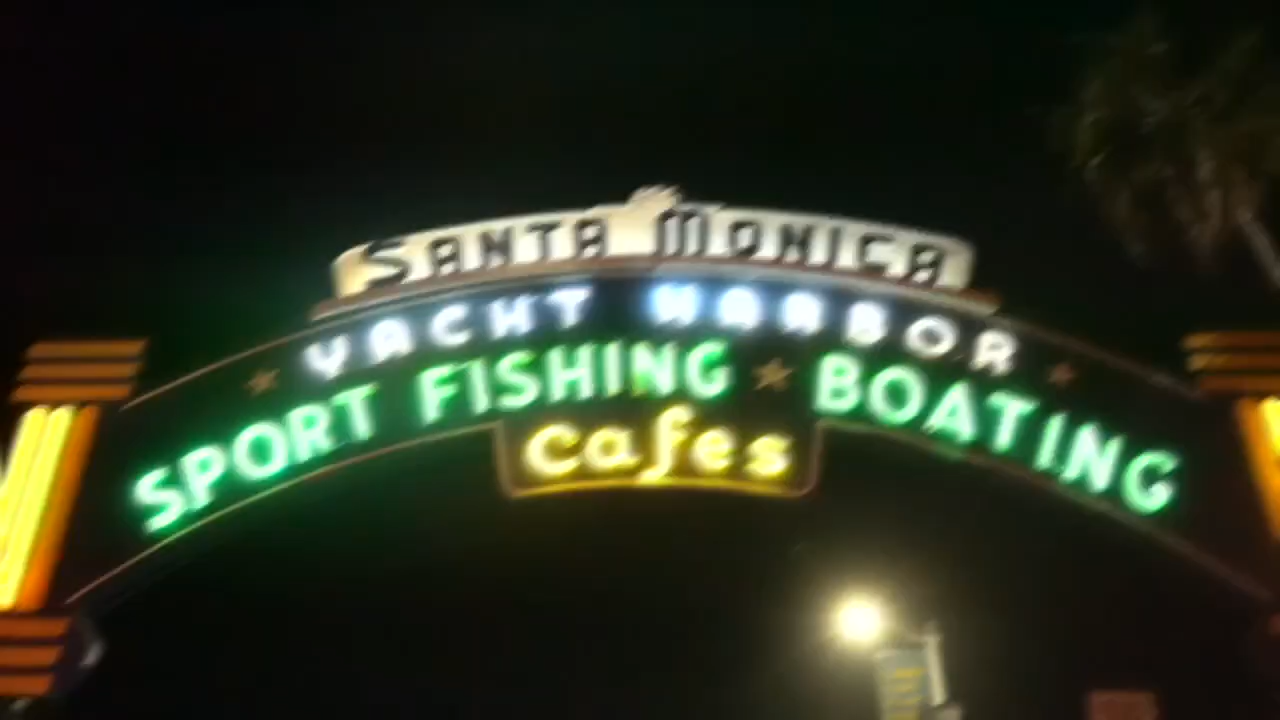 SANTA MONICA
YACHT HARBOR
SPORT FISHING ★ BOATING
Cafes